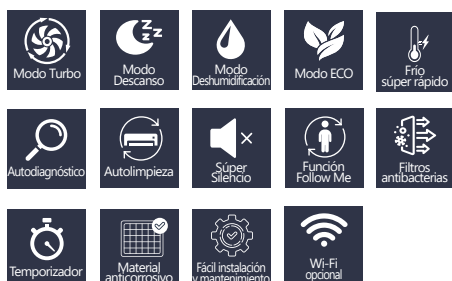 Modo Turbo
Modo
Descanso
Modo
Deshumidificación
Modo ECO
Frío
súper rápido
Autodiagnóstico
Autolimpieza
Súper
Silencio
Función
Follow Me
Filtros
antibacterias
Temporizador
Material
anticorrosivo
Fácil instalación
y mantenimiento
Wi-Fi
opcional